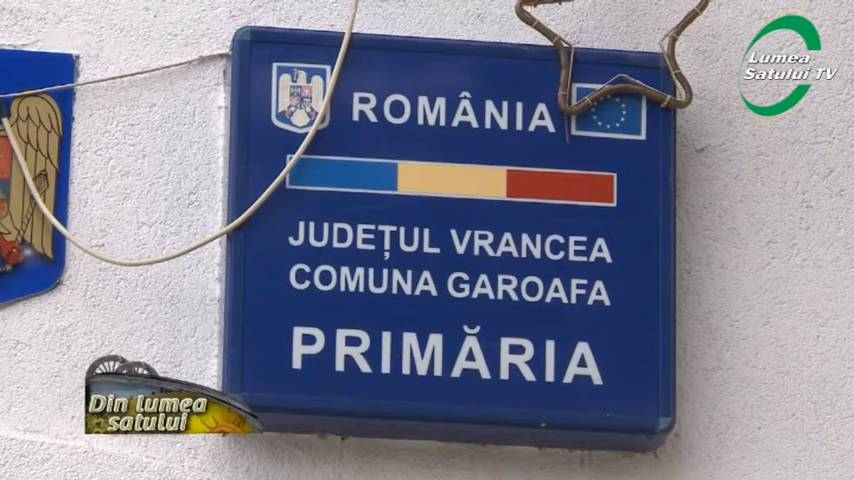 Lumea
Satului TV
ROMÂNIA
JUDEȚUL VRANCEA
COMUNA GAROAFA
PRIMĂRIA
Din lumea
satului